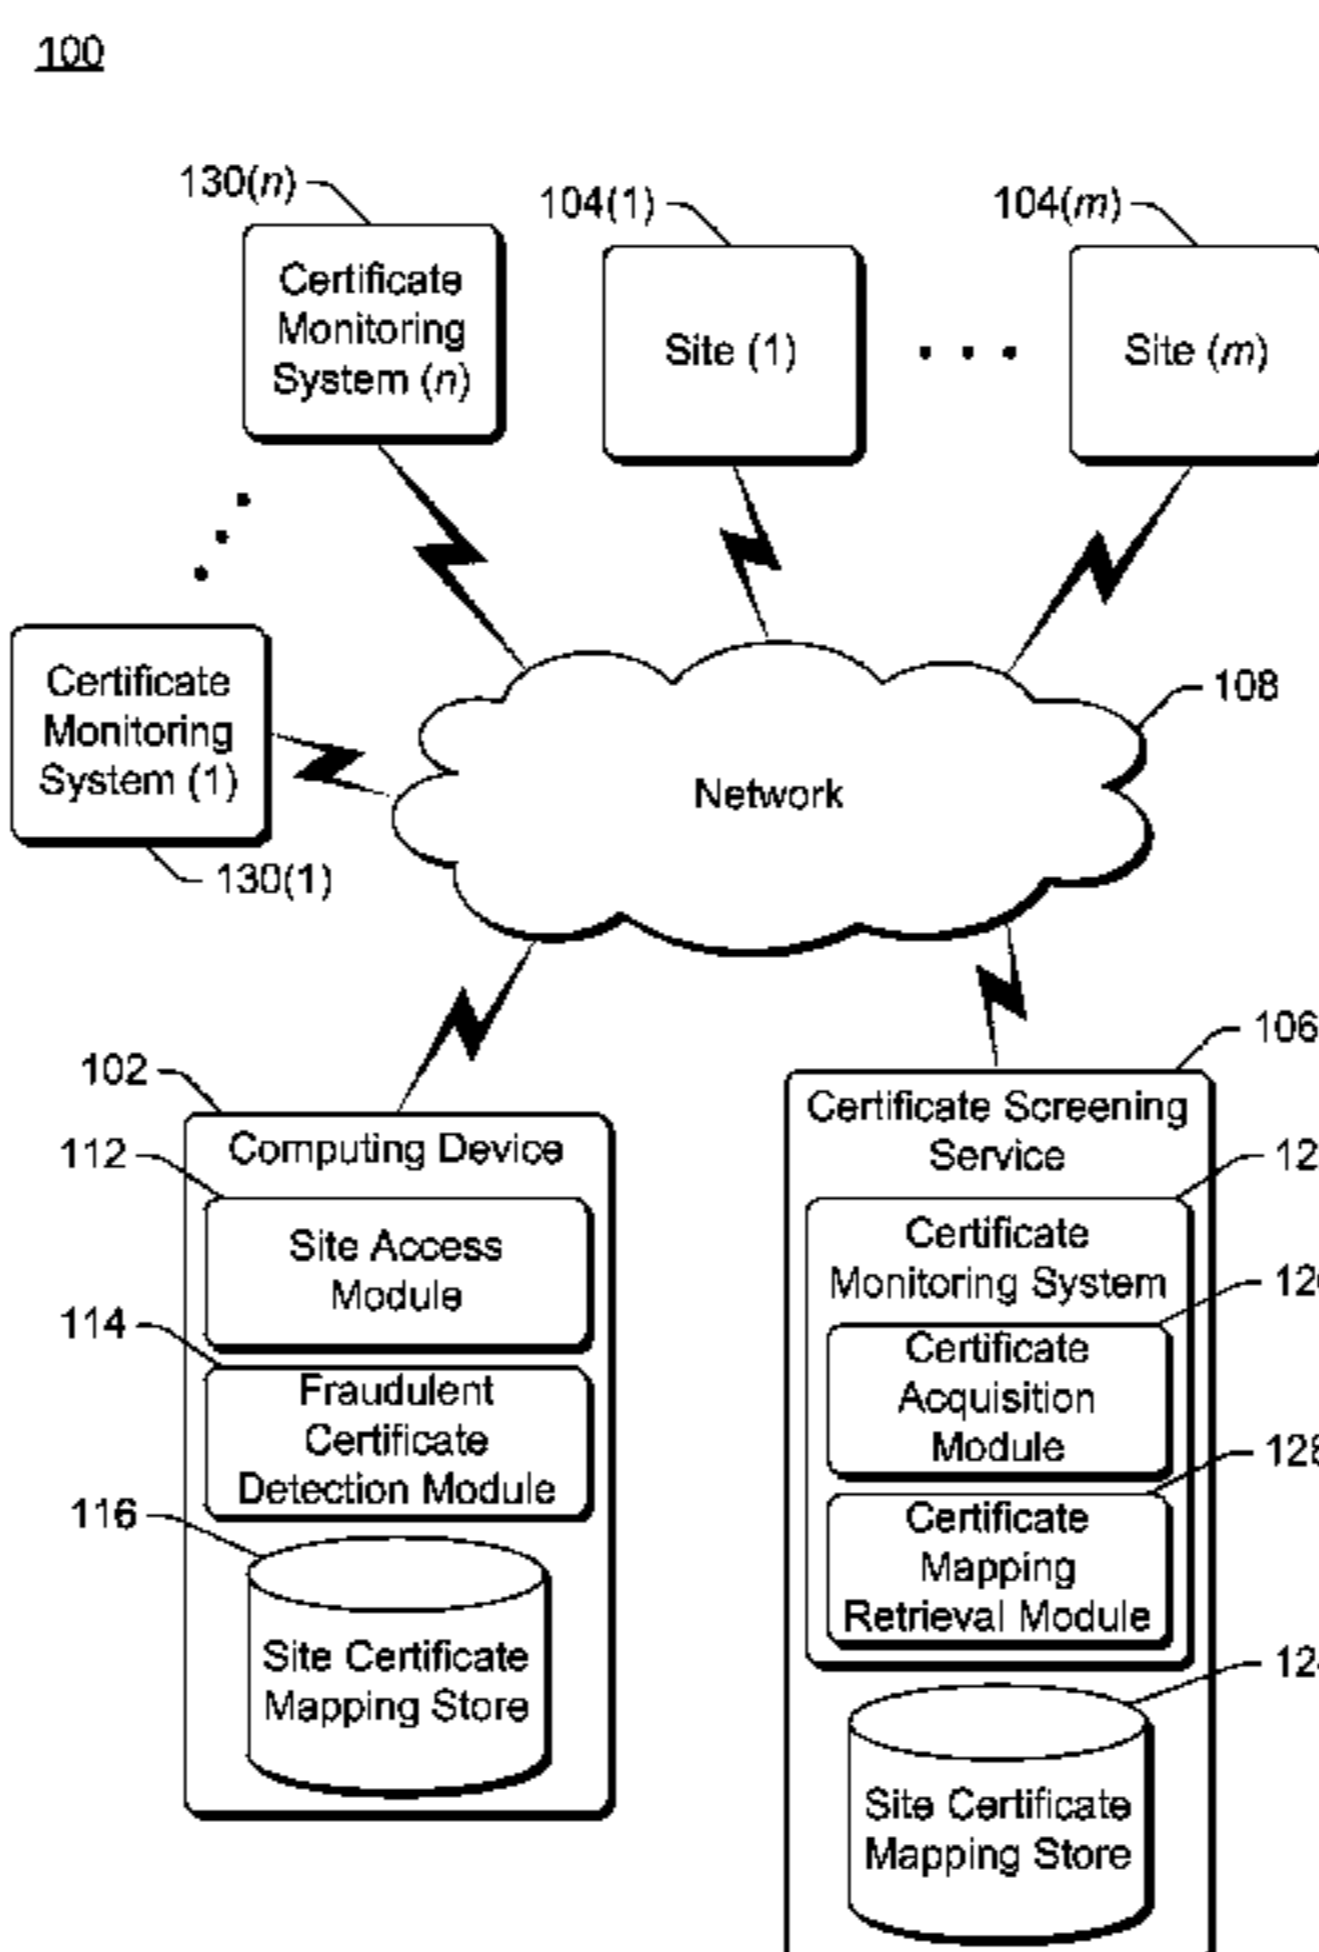 100
130(n)
104(1)
104(m)
Certificate
Monitoring
System (n)
Site (1)
Site (m)
Certificate
Monitoring
System (1)
130(1)
108
Network
102
106
Computing Device
112
Site Access
Module
114
Fraudulent
Certificate
Detection Module
116
Site Certificate
Mapping Store
Certificate Screening
Service
Certificate
Monitoring System
Certificate
Acquisition
Module
Certificate
Mapping
Retrieval Module
Site Certificate
Mapping Store